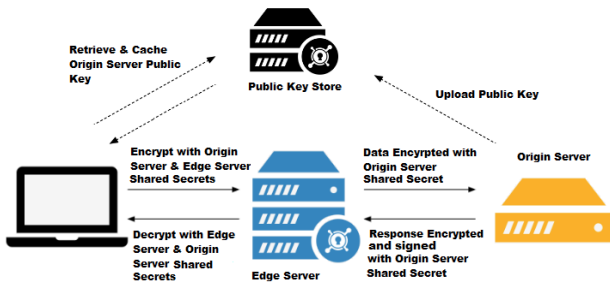 Retrieve & Cache
Origin Server Public
Key
Public Key Store
Upload Public Key
Encrypt with Origin
Server & Edge Server
Shared Secrets
Data Encyrpted with
Origin Server
Shared Secret
Origin Server
Decrypt with Edge
Server & Origin
Server Shared
Secrets
Edge Server
Response Encrypted
and signed
with Origin Server
Shared Secret